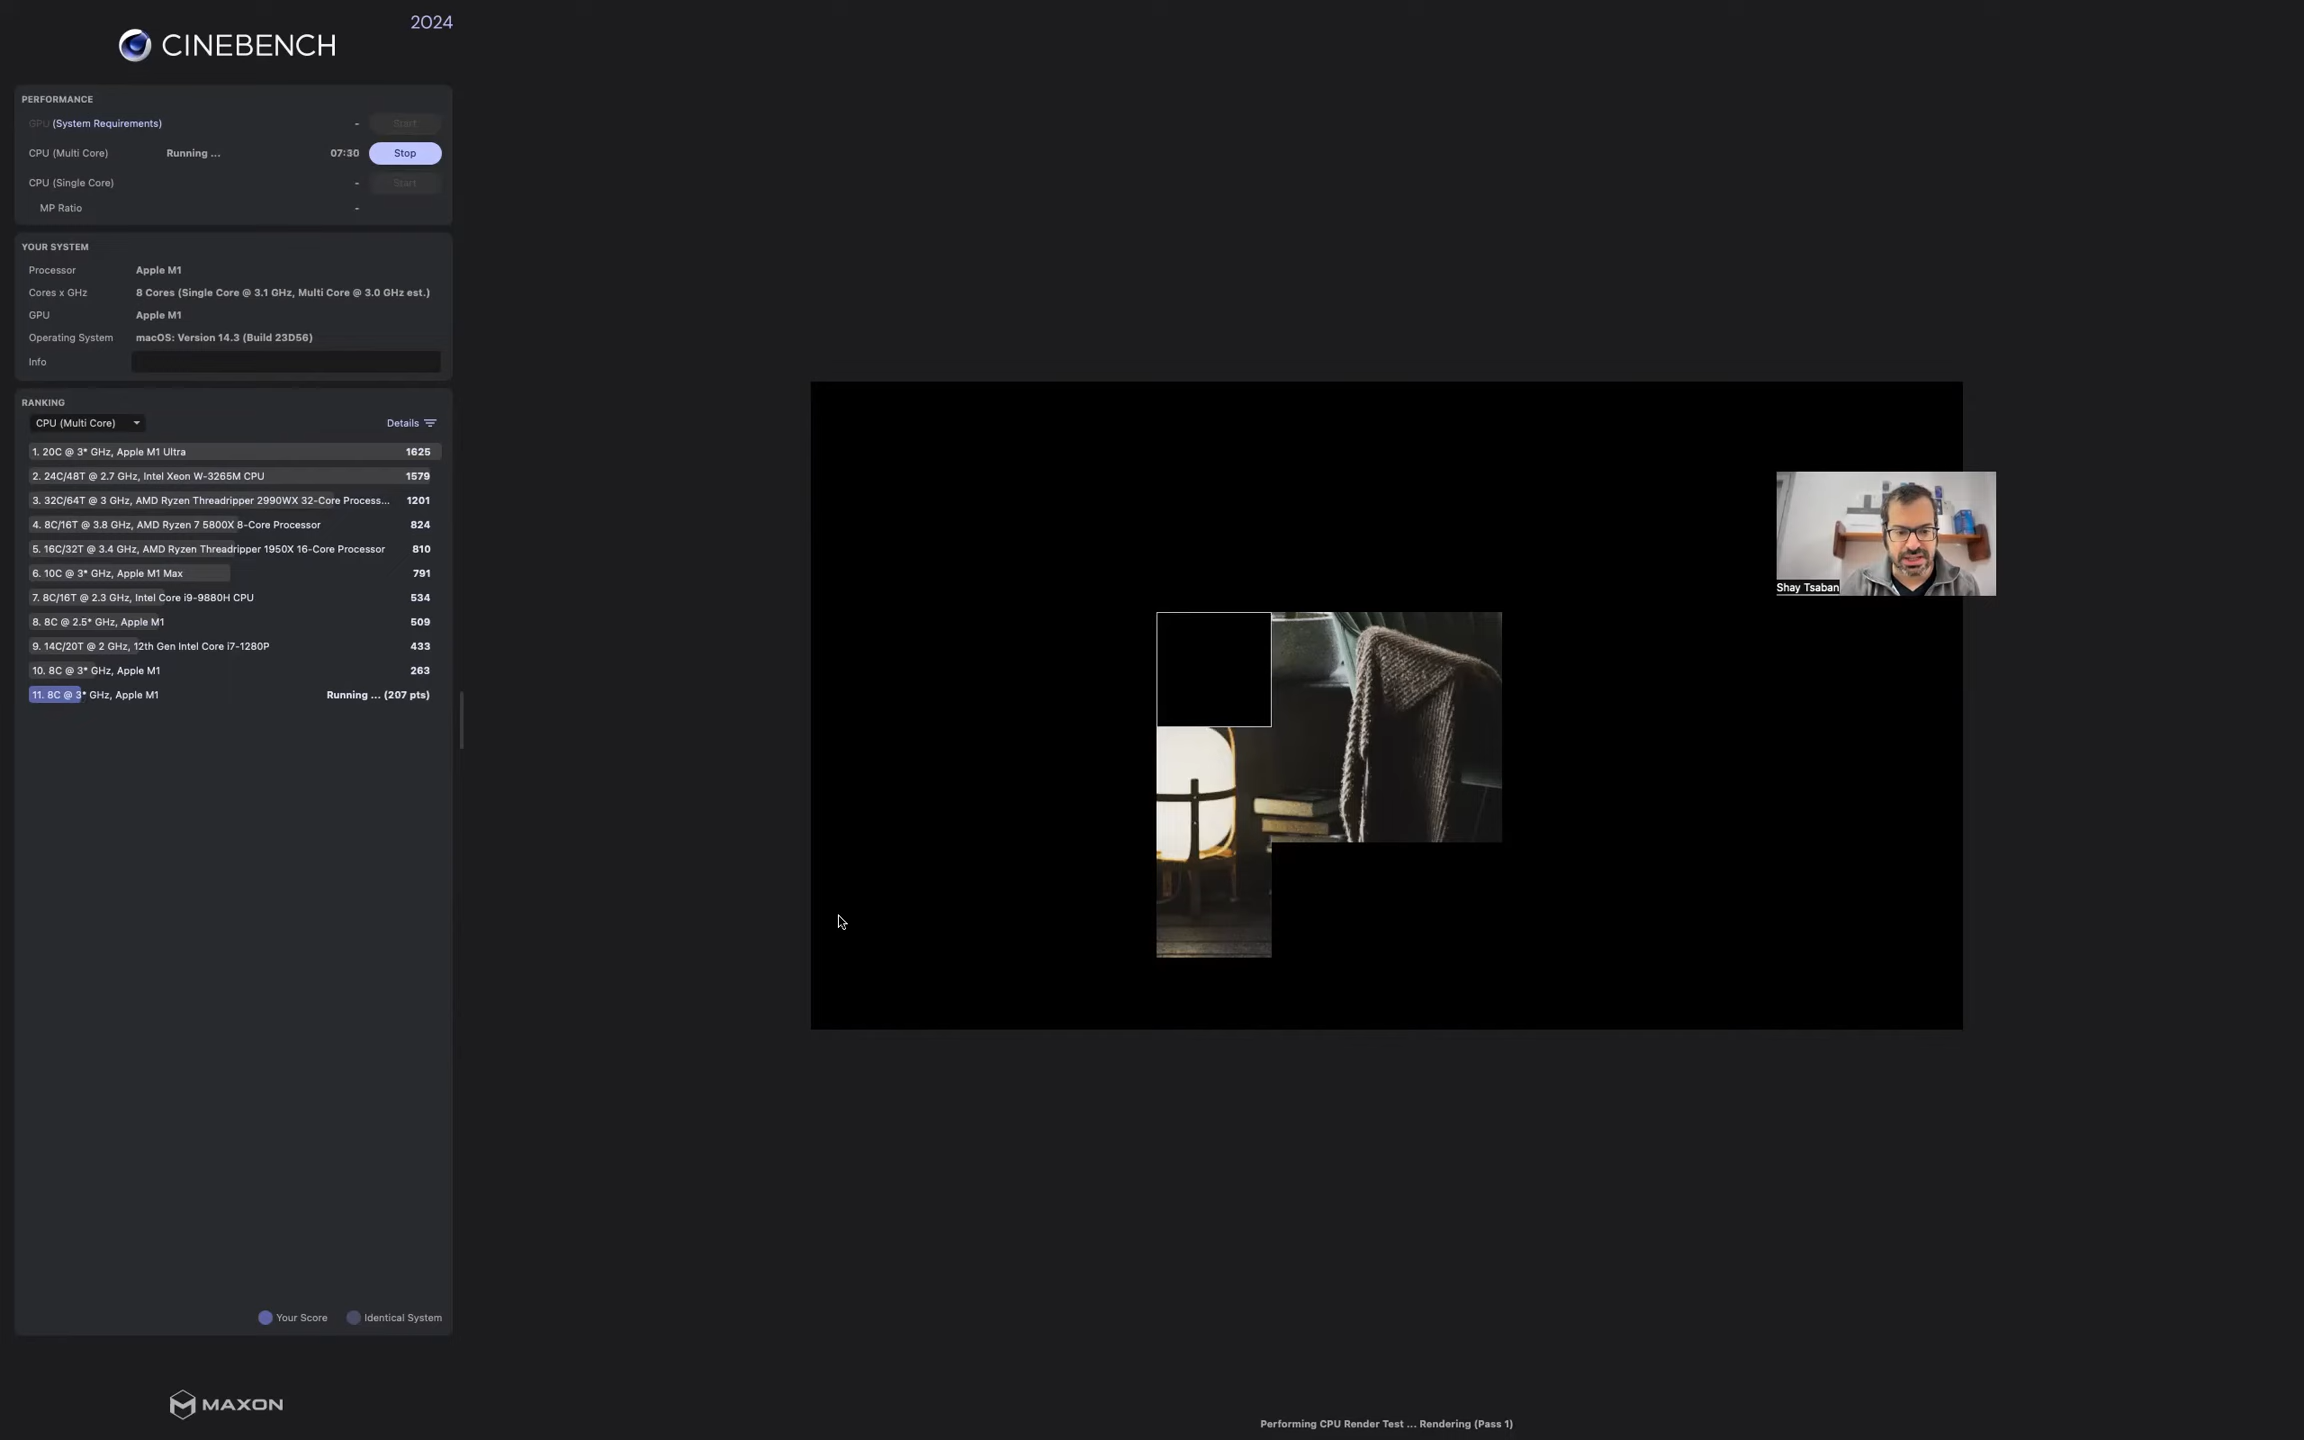 2024
CINEBENCH
PERFORMANCE
GPU (System Requirements) - Start
CPU (Multi Core) Running ... 07:30 Stop
CPU (Single Core) - Start
MP Ratio -
YOUR SYSTEM
Processor Apple M1
Cores x GHz 8 Cores (Single Core @ 3.1 GHz, Multi Core @ 3.0 GHz est.)
GPU Apple M1
Operating System macOS: Version 14.3 (Build 23D56)
Info
RANKING
CPU (Multi Core) Details
1. 20C @ 3* GHz, Apple M1 Ultra 1625
2. 24C/48T @ 2.7 GHz, Intel Xeon W-3265M CPU 1579
3. 32C/64T @ 3 GHz, AMD Ryzen Threadripper 2990WX 32-Core Process... 1201
4. 8C/16T @ 3.8 GHz, AMD Ryzen 7 5800X 8-Core Processor 824
5. 16C/32T @ 3.4 GHz, AMD Ryzen Threadripper 1950X 16-Core Processor 810
6. 10C @ 3* GHz, Apple M1 Max 791
7. 8C/16T @ 2.3 GHz, Intel Core i9-9880H CPU 534
8. 8C @ 2.5* GHz, Apple M1 509
9. 14C/20T @ 2 GHz, 12th Gen Intel Core i7-1280P 433
10. 8C @ 3* GHz, Apple M1 263
11. 8C @ 3* GHz, Apple M1 Running ... (207 pts)
Shay Tsaban
Your Score Identical System
MAXON
Performing CPU Render Test ... Rendering (Pass 1)